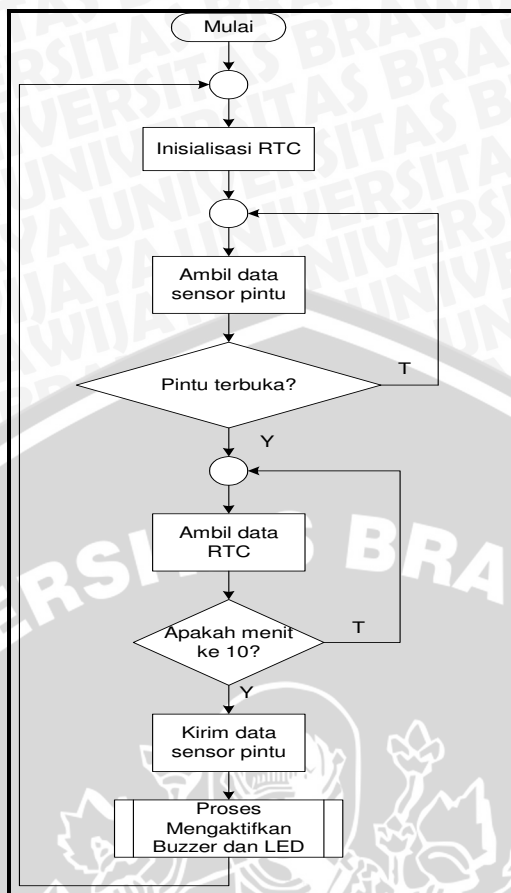 Mulai
Inisialisasi RTC
Ambil data
sensor pintu
Pintu terbuka?
T
Y
Ambil data
RTC
Apakah menit
ke 10?
T
Y
Kirim data
sensor pintu
Proses
Mengaktifkan
Buzzer dan LED